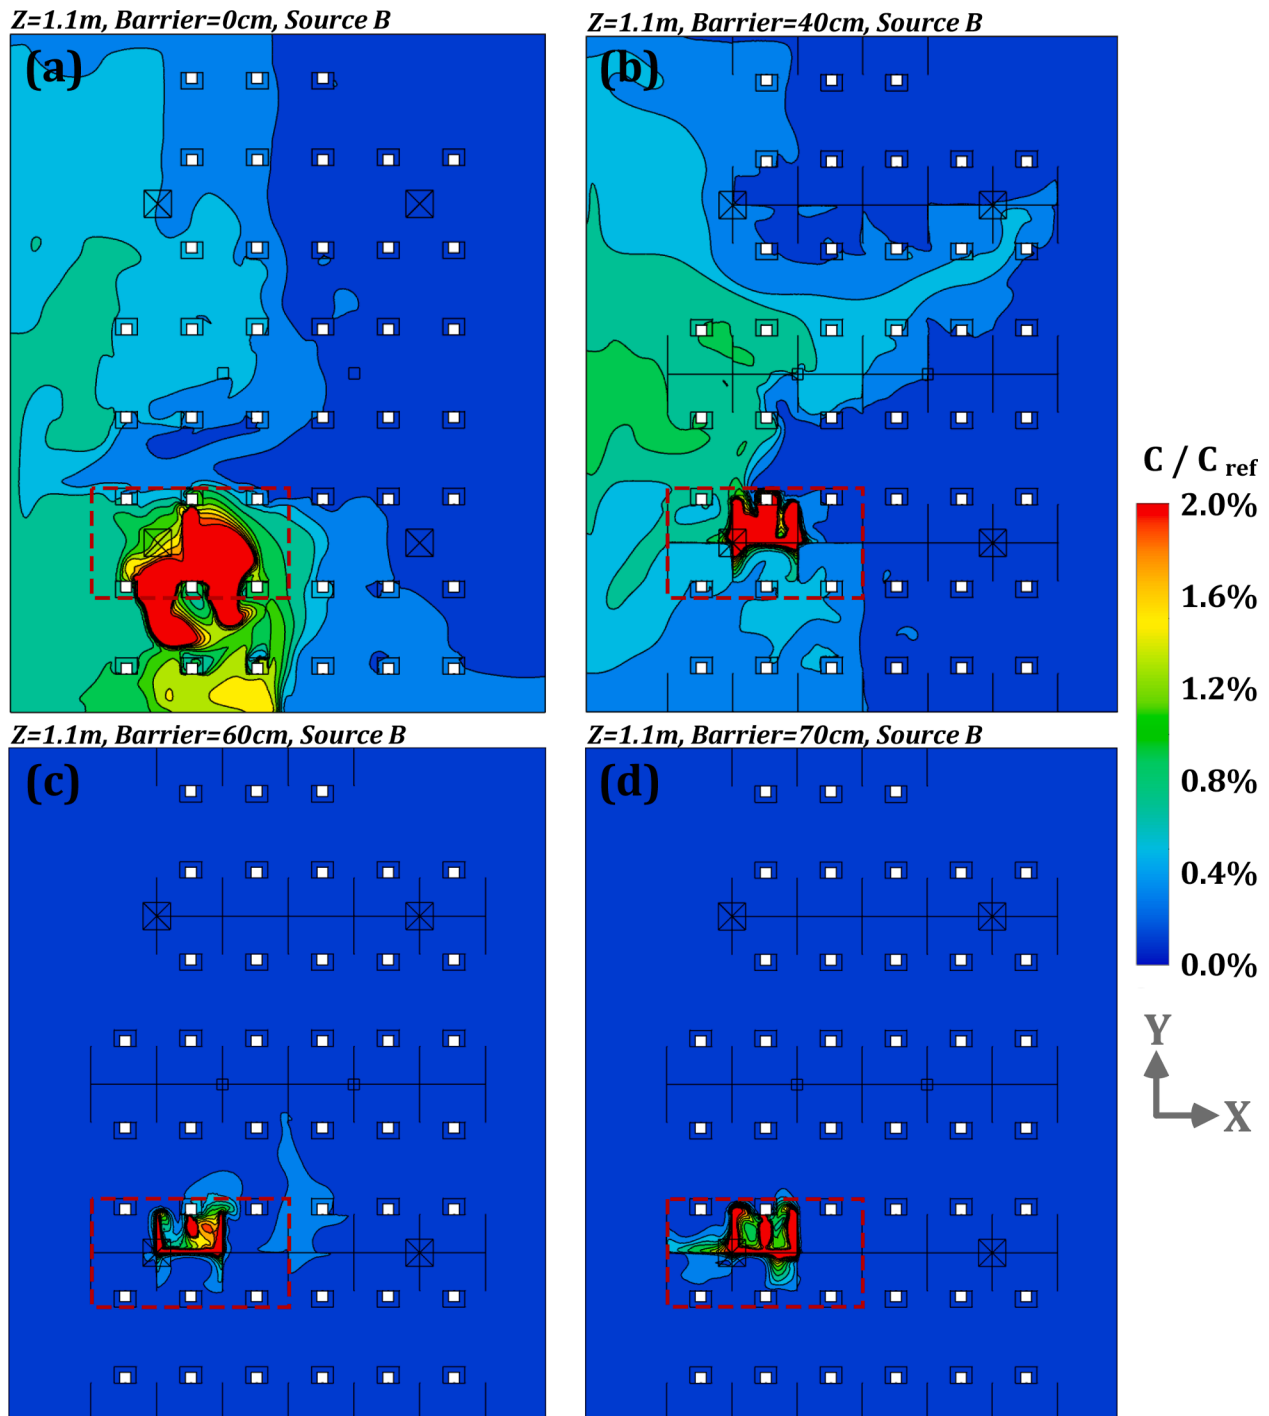 Z=1.1m, Barrier=0cm, Source B
Z=1.1m, Barrier=40cm, Source B
(a)
(b)
C / C ref
2.0%
1.6%
1.2%
0.8%
0.4%
0.0%
Z=1.1m, Barrier=60cm, Source B
Z=1.1m, Barrier=70cm, Source B
(c)
(d)
Y
X